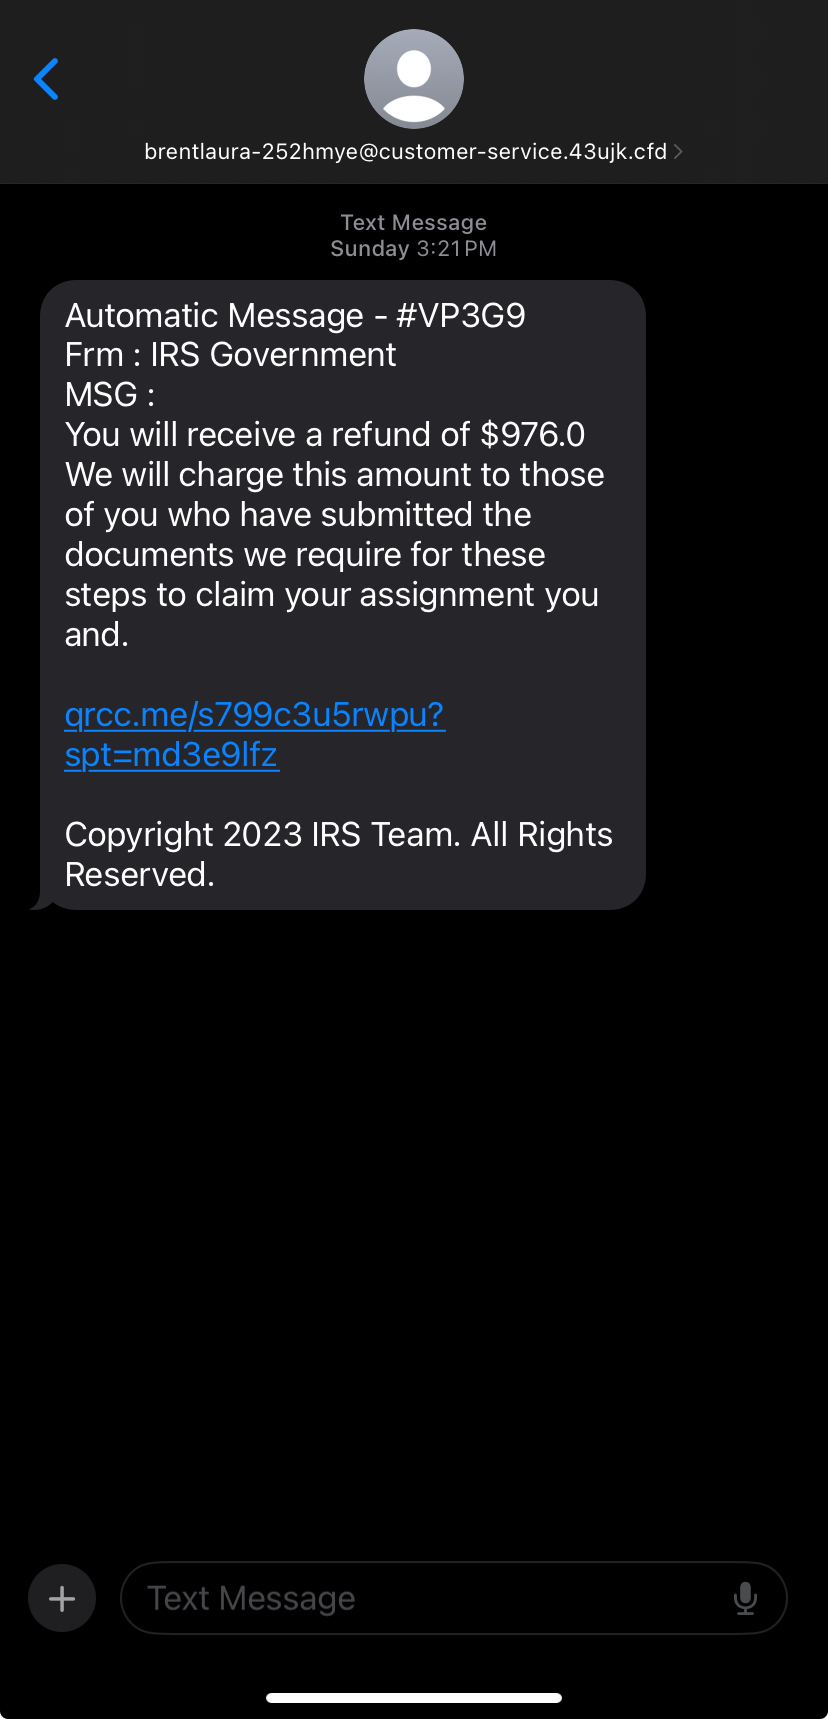 brentlaura-252hmye@customer-service.43ujk.cfd
Text Message
Sunday 3:21 PM
Automatic Message - #VP3G9
Frm : IRS Government
MSG :
You will receive a refund of $976.0
We will charge this amount to those
of you who have submitted the
documents we require for these
steps to claim your assignment you
and.
qrcc.me/s799c3u5rwpu?
spt=md3e9lfz
Copyright 2023 IRS Team. All Rights
Reserved.
Text Message